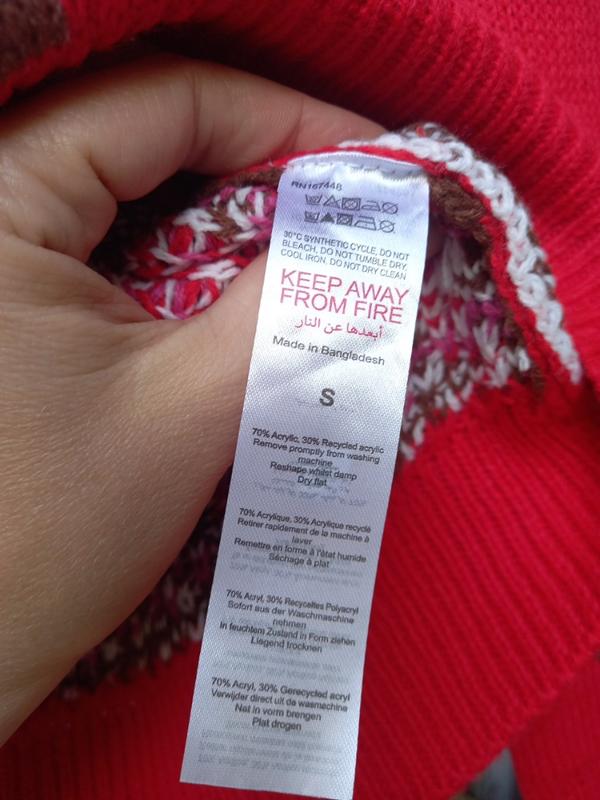 RN167448
30°C SYNTHETIC CYCLE, DO NOT
BLEACH, DO NOT TUMBLE DRY,
COOL IRON, DO NOT DRY CLEAN
KEEP AWAY
FROM FIRE
أبعدها عن النار
Made in Bangladesh
S
70% Acrylic, 30% Recycled acrylic
Remove promptly from washing
machine
Reshape whilst damp
Dry flat
70% Acrylique, 30% Acrylique recyclé
Retirer rapidement de la machine à
laver
Remettre en forme à l'état humide
Séchage à plat
70% Acryl, 30% Recyceltes Polyacryl
Sofort aus der Waschmaschine
nehmen
In feuchtem Zustand in Form ziehen
Liegend trocknen
70% Acryl, 30% Gerecycled acryl
Verwijder direct uit de wasmachine
Nat in vorm brengen
Plat drogen